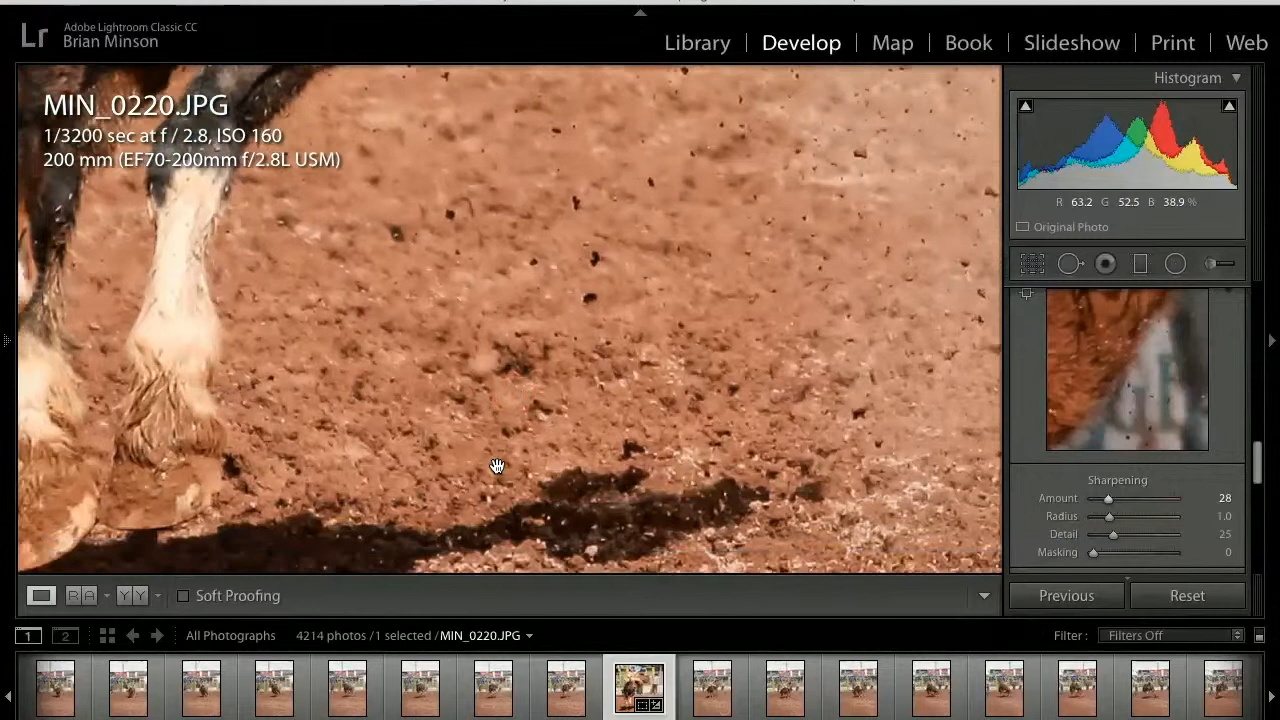 Lr
Adobe Lightroom Classic CC
Brian Minson
Library | Develop | Map | Book | Slideshow | Print | Web
MIN_0220.JPG
1/3200 sec at f / 2.8, ISO 160
200 mm (EF70-200mm f/2.8L USM)
Histogram
R 63.2 G 52.5 B 38.9 %
Original Photo
Sharpening
Amount 28
Radius 1.0
Detail 25
Masking 0
R A Y Y Soft Proofing
Previous Reset
1 2 All Photographs 4214 photos /1 selected /MIN_0220.JPG Filter : Filters Off